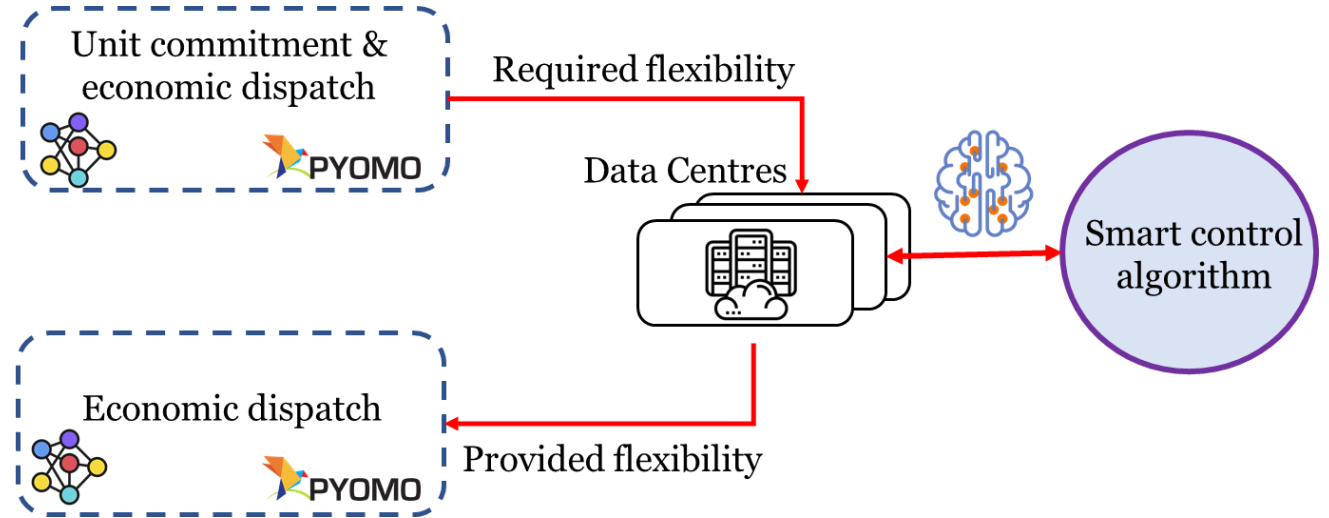 Unit commitment &
economic dispatch
PYOMO
Required flexibility
Data Centres
Smart control
algorithm
Economic dispatch
PYOMO
Provided flexibility